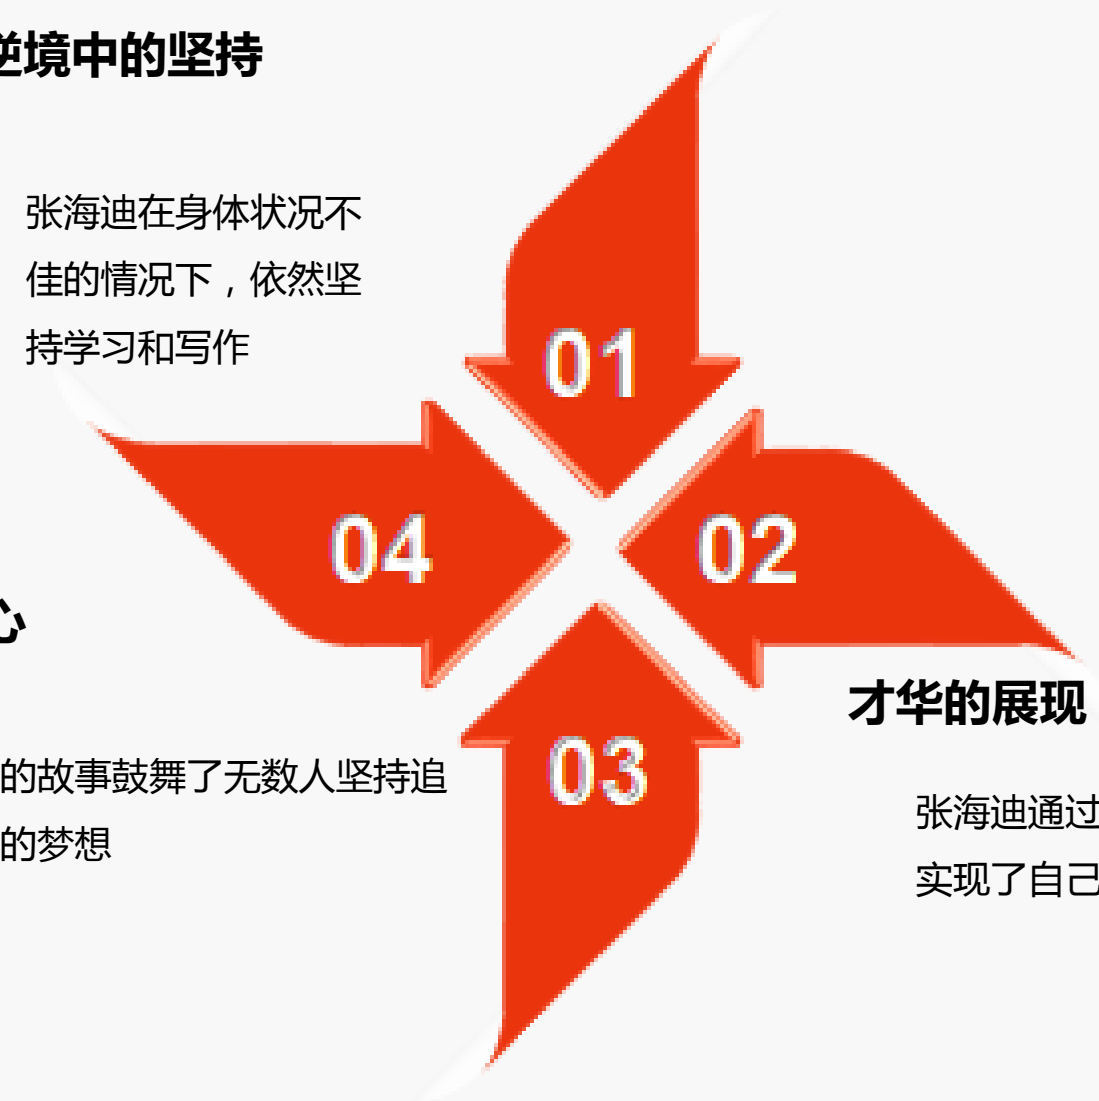 逆境中的坚持
张海迪在身体状况不
佳的情况下，依然坚
持学习和写作
01
04
02
心
03
才华的展现
的故事鼓舞了无数人坚持追
的梦想
张海迪通过
实现了自己